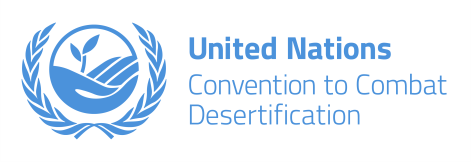 United Nations
Convention to Combat
Desertification